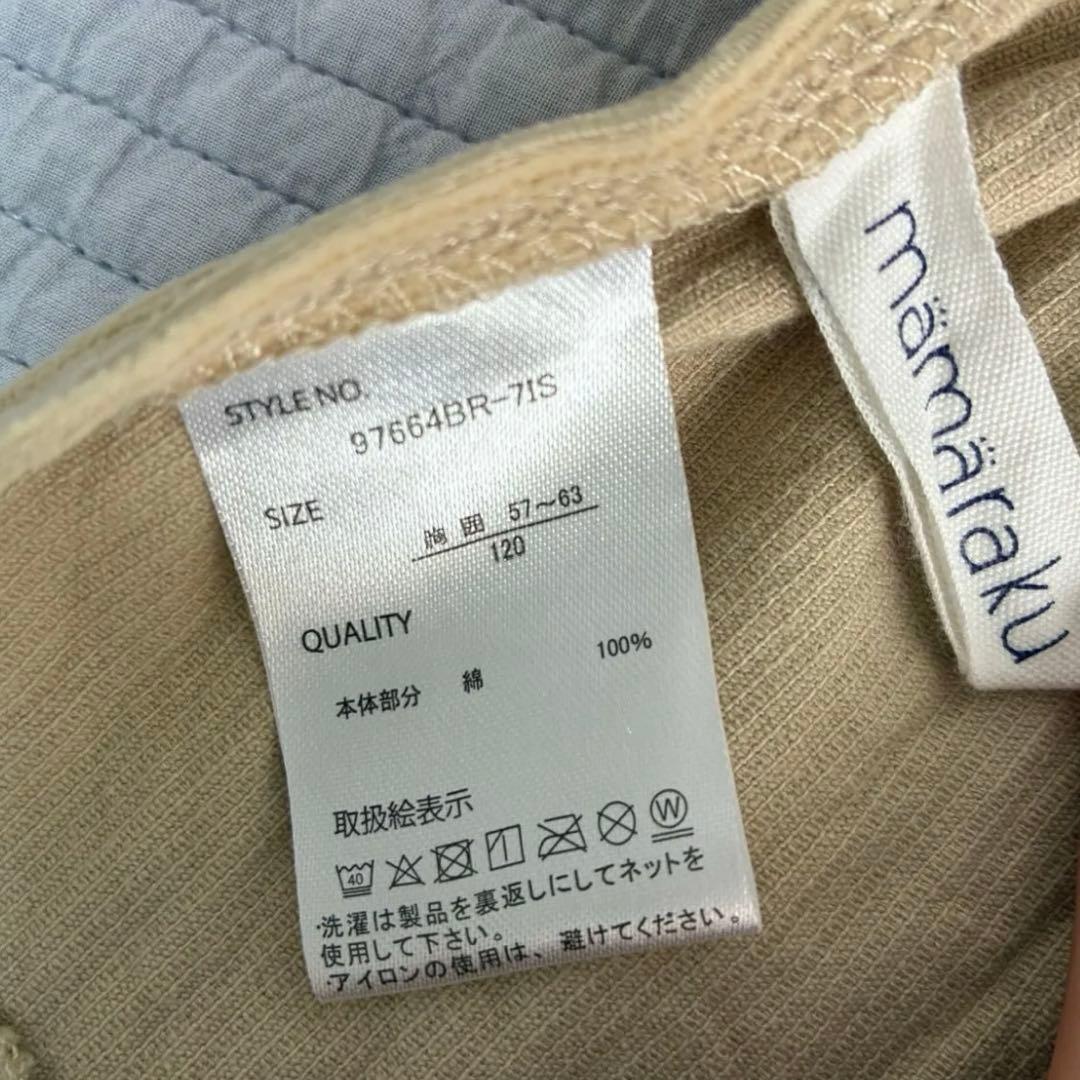 STYLE NO.
97664BR-7IS
SIZE
胸 囲 57～63
120
QUALITY
100%
本体部分 綿
取扱絵表示
40
W
・洗濯は製品を裏返しにしてネットを
使用して下さい。
・アイロンの使用は、避けてください。
mämäraku